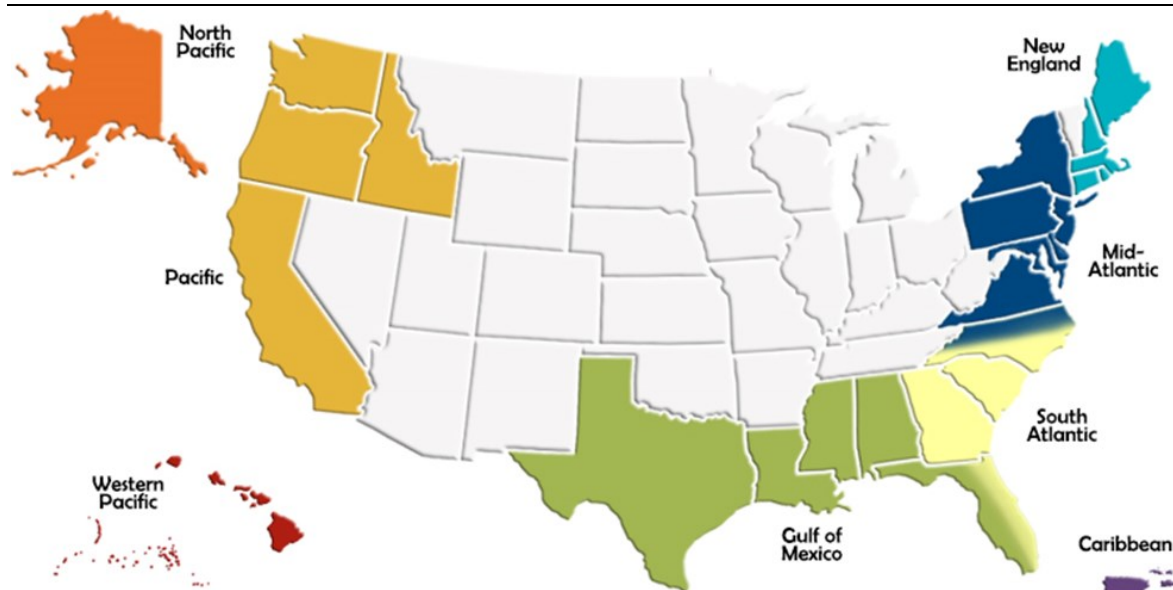 North
Pacific
New
England
Pacific
Mid-
Atlantic
South
Atlantic
Western
Pacific
Gulf of
Mexico
Caribbean